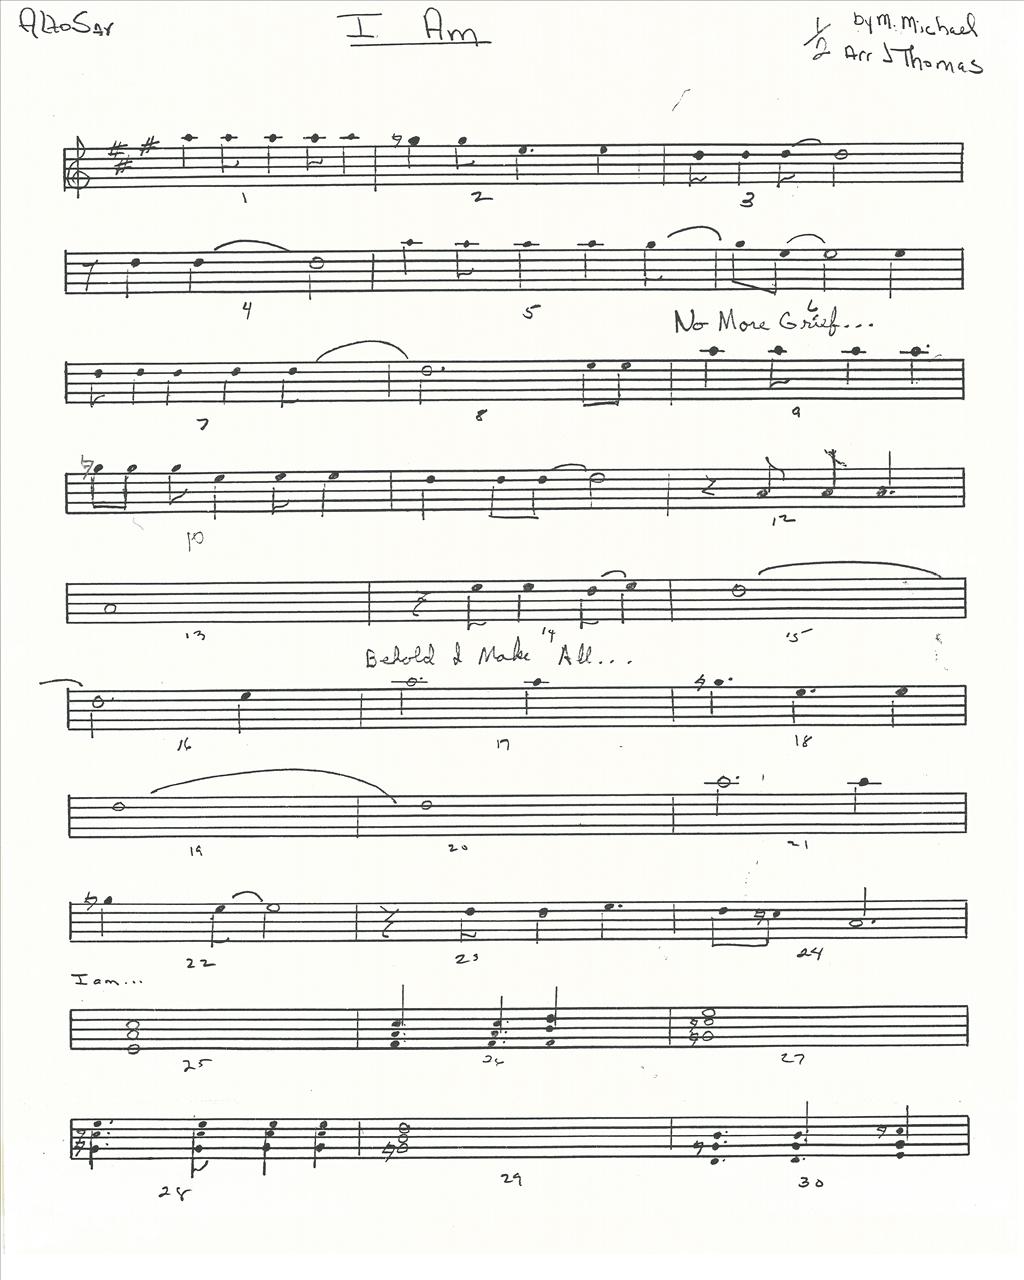 Alto Sax
I Am
1/2
by M. Michael
Arr J Thomas
1 2 3
4 5 6
No More Grief...
7 8 9
10 12
13 14 15
Behold I Make All...
16 17 18
19 20 21
22 23 24
I am...
25 26 27
28 29 30